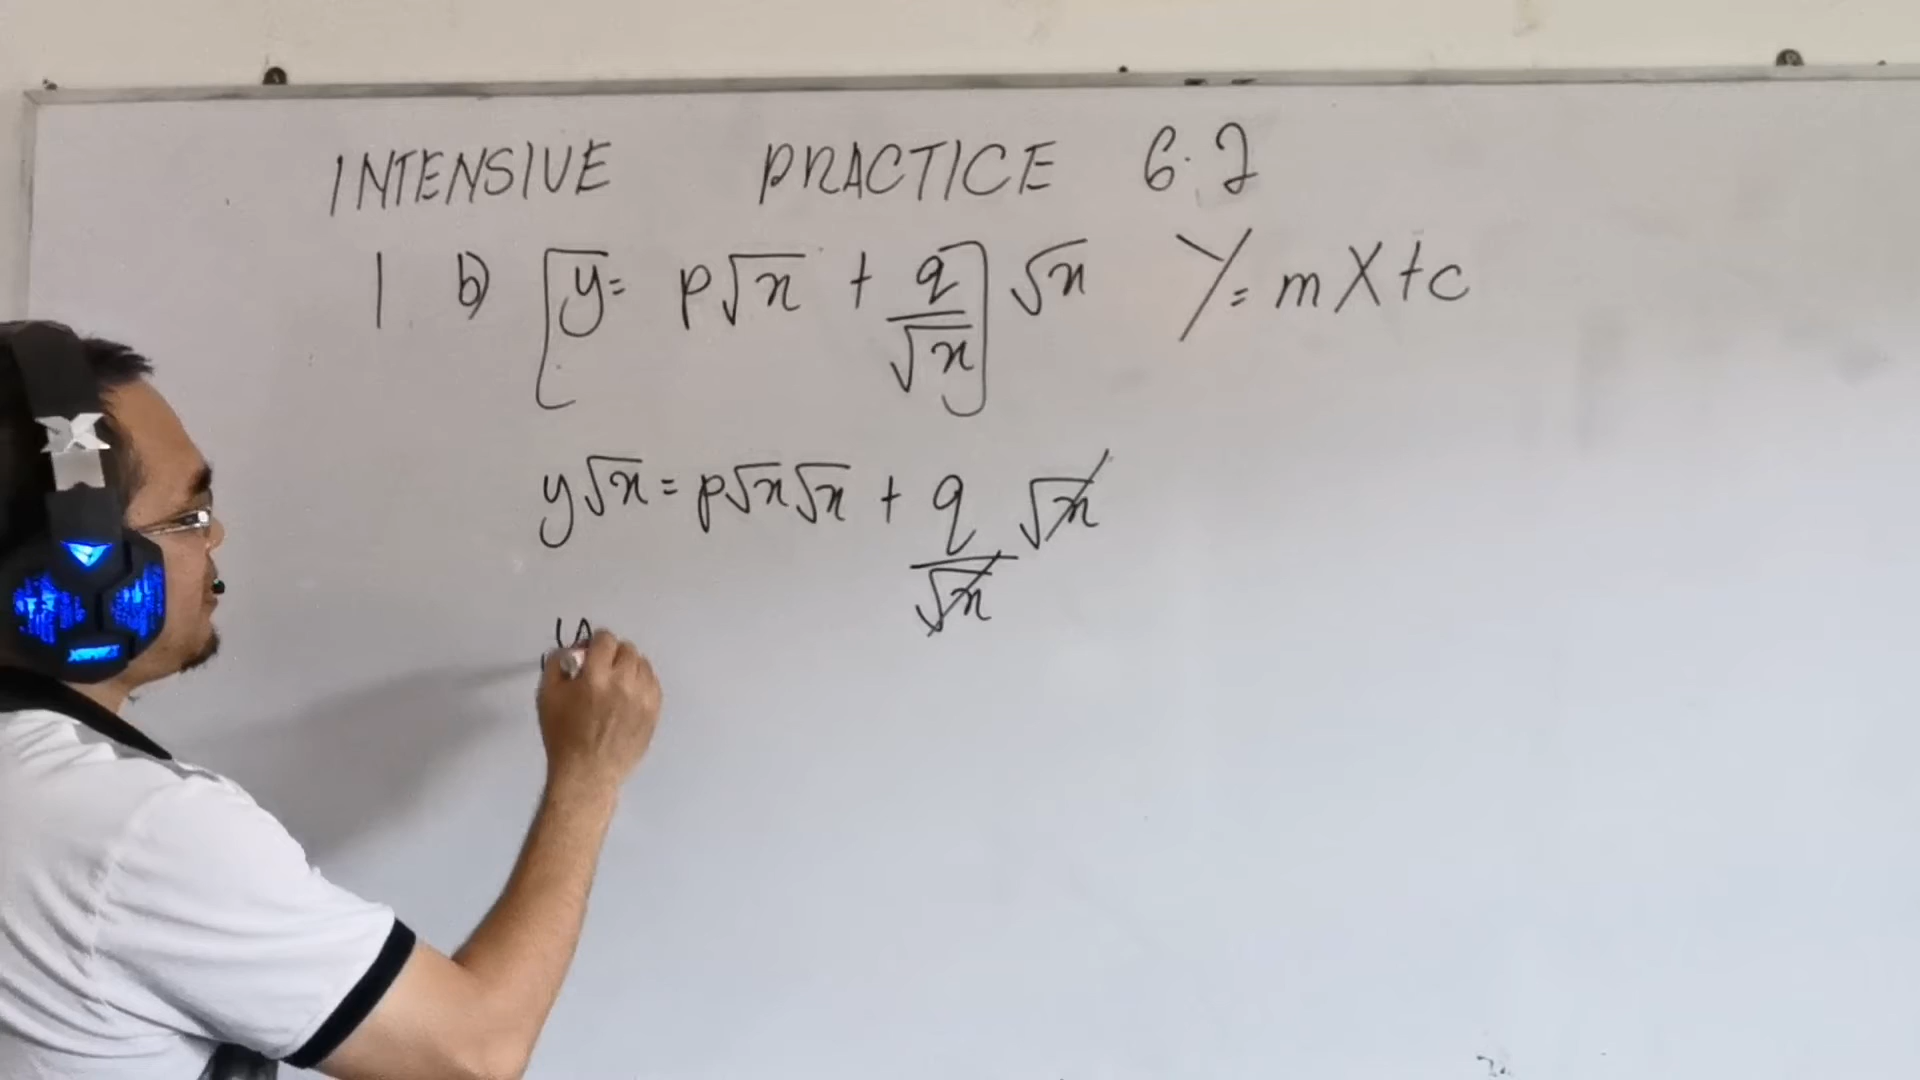 INTENSIVE PRACTICE 6.2
1 b) [y = p√x + q/√x] √x Y = mX + c
y√x = p√x√x + q/√x √x
y